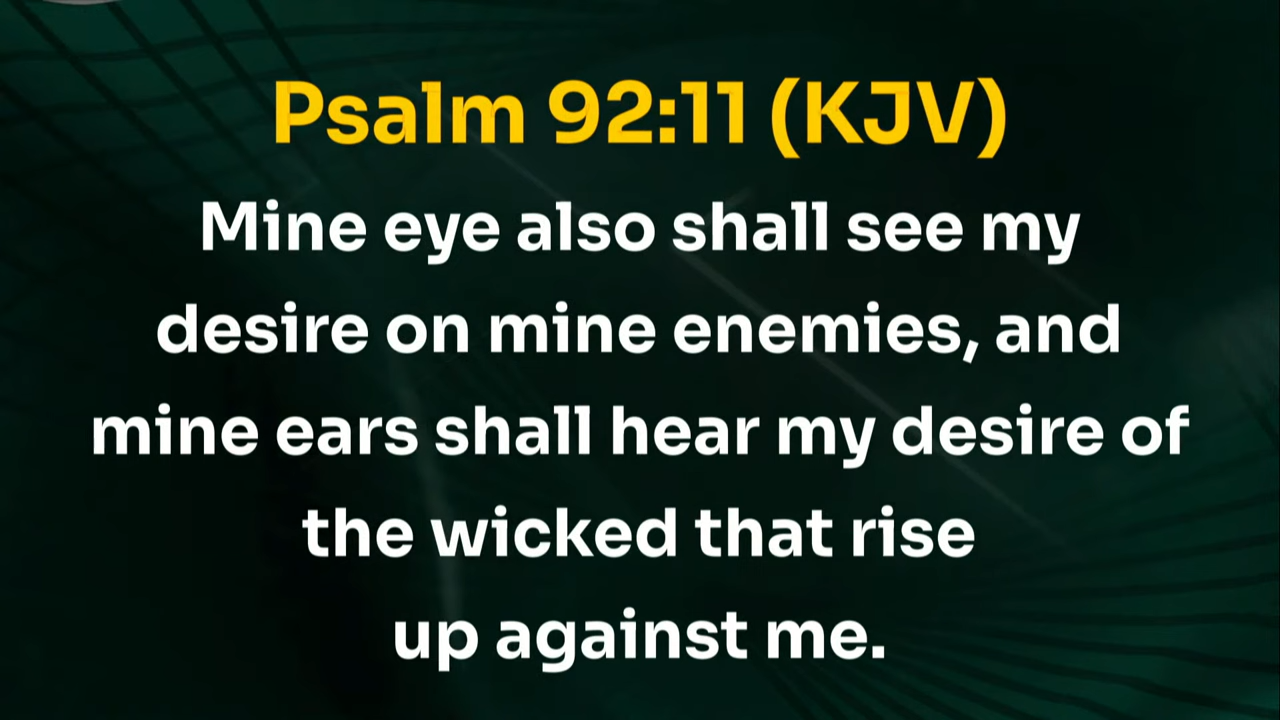 Psalm 92:11 (KJV)
Mine eye also shall see my
desire on mine enemies, and
mine ears shall hear my desire of
the wicked that rise
up against me.